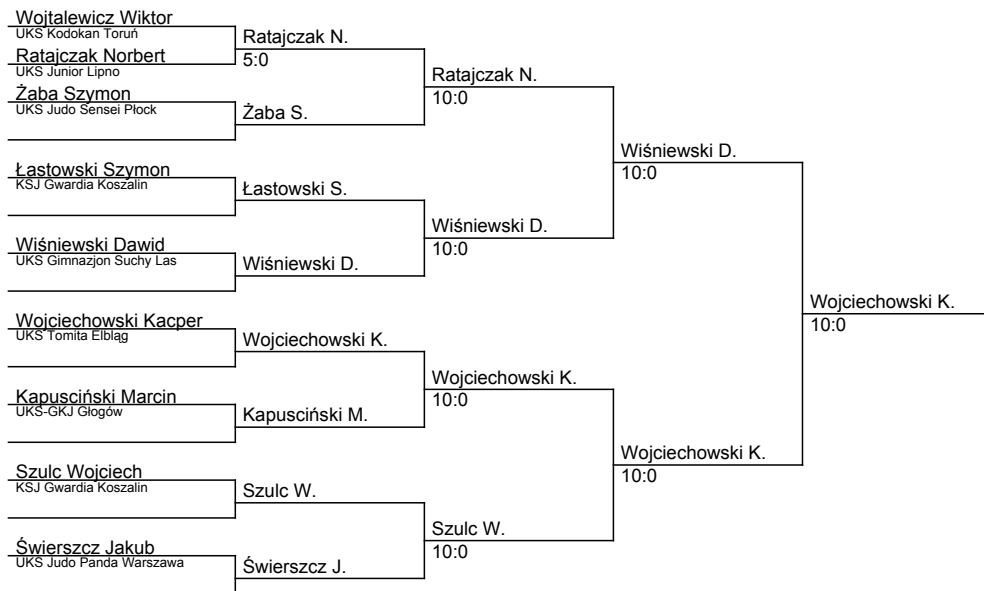 Wojtalewicz Wiktor
UKS Kodokan Toruń
Ratajczak Norbert
UKS Junior Lipno
Żaba Szymon
UKS Judo Sensei Płock
Łastowski Szymon
KSJ Gwardia Koszalin
Wiśniewski Dawid
UKS Gimnazjon Suchy Las
Wojciechowski Kacper
UKS Tomita Elbląg
Kapusciński Marcin
UKS-GKJ Głogów
Szulc Wojciech
KSJ Gwardia Koszalin
Świerszcz Jakub
UKS Judo Panda Warszawa
Ratajczak N.
5:0
Żaba S.
Łastowski S.
Wiśniewski D.
Wojciechowski K.
Kapusciński M.
Szulc W.
Świerszcz J.
Ratajczak N.
10:0
Wiśniewski D.
10:0
Wojciechowski K.
10:0
Szulc W.
10:0
Wiśniewski D.
10:0
Wojciechowski K.
10:0
Wojciechowski K.
10:0